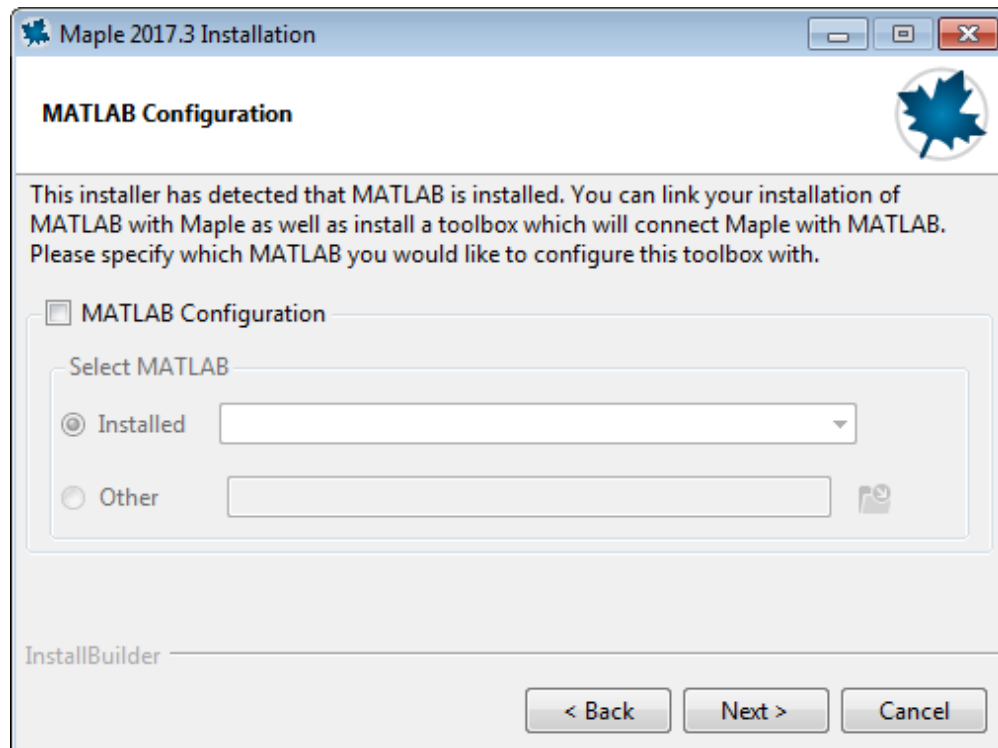 Maple 2017.3 Installation
MATLAB Configuration
This installer has detected that MATLAB is installed. You can link your installation of
MATLAB with Maple as well as install a toolbox which will connect Maple with MATLAB.
Please specify which MATLAB you would like to configure this toolbox with.
MATLAB Configuration
Select MATLAB
Installed
Other
InstallBuilder
< Back Next > Cancel